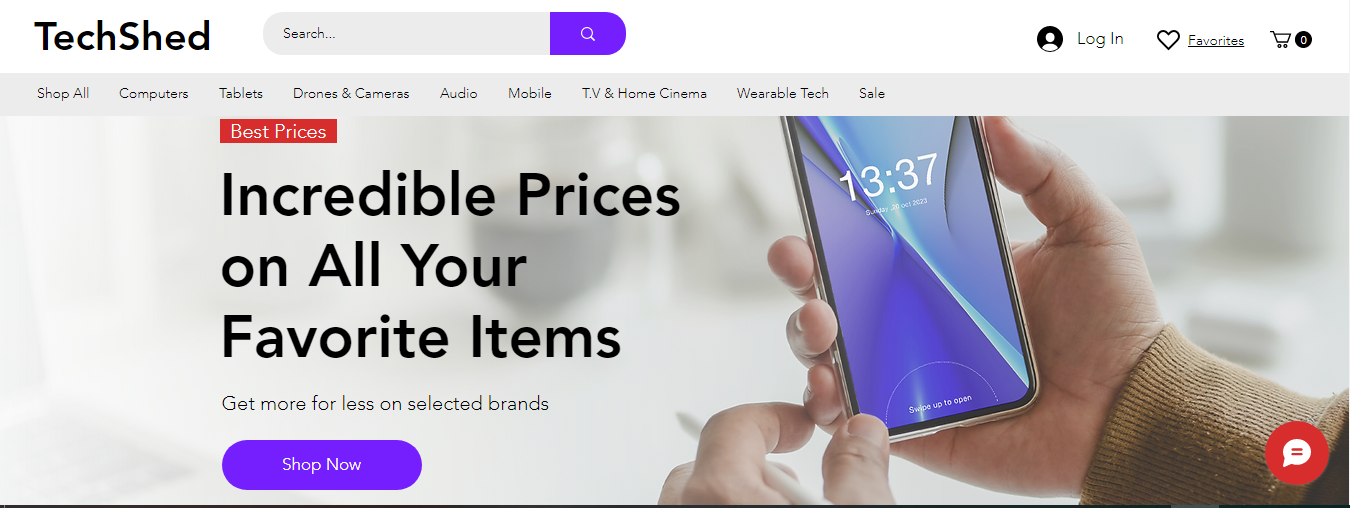 TechShed
Search...
Log In
Favorites
0
Shop All Computers Tablets Drones & Cameras Audio Mobile T.V & Home Cinema Wearable Tech Sale
Best Prices
Incredible Prices
on All Your
Favorite Items
Get more for less on selected brands
Shop Now
13:37
Sunday, 20 oct 2023
Swipe up to open